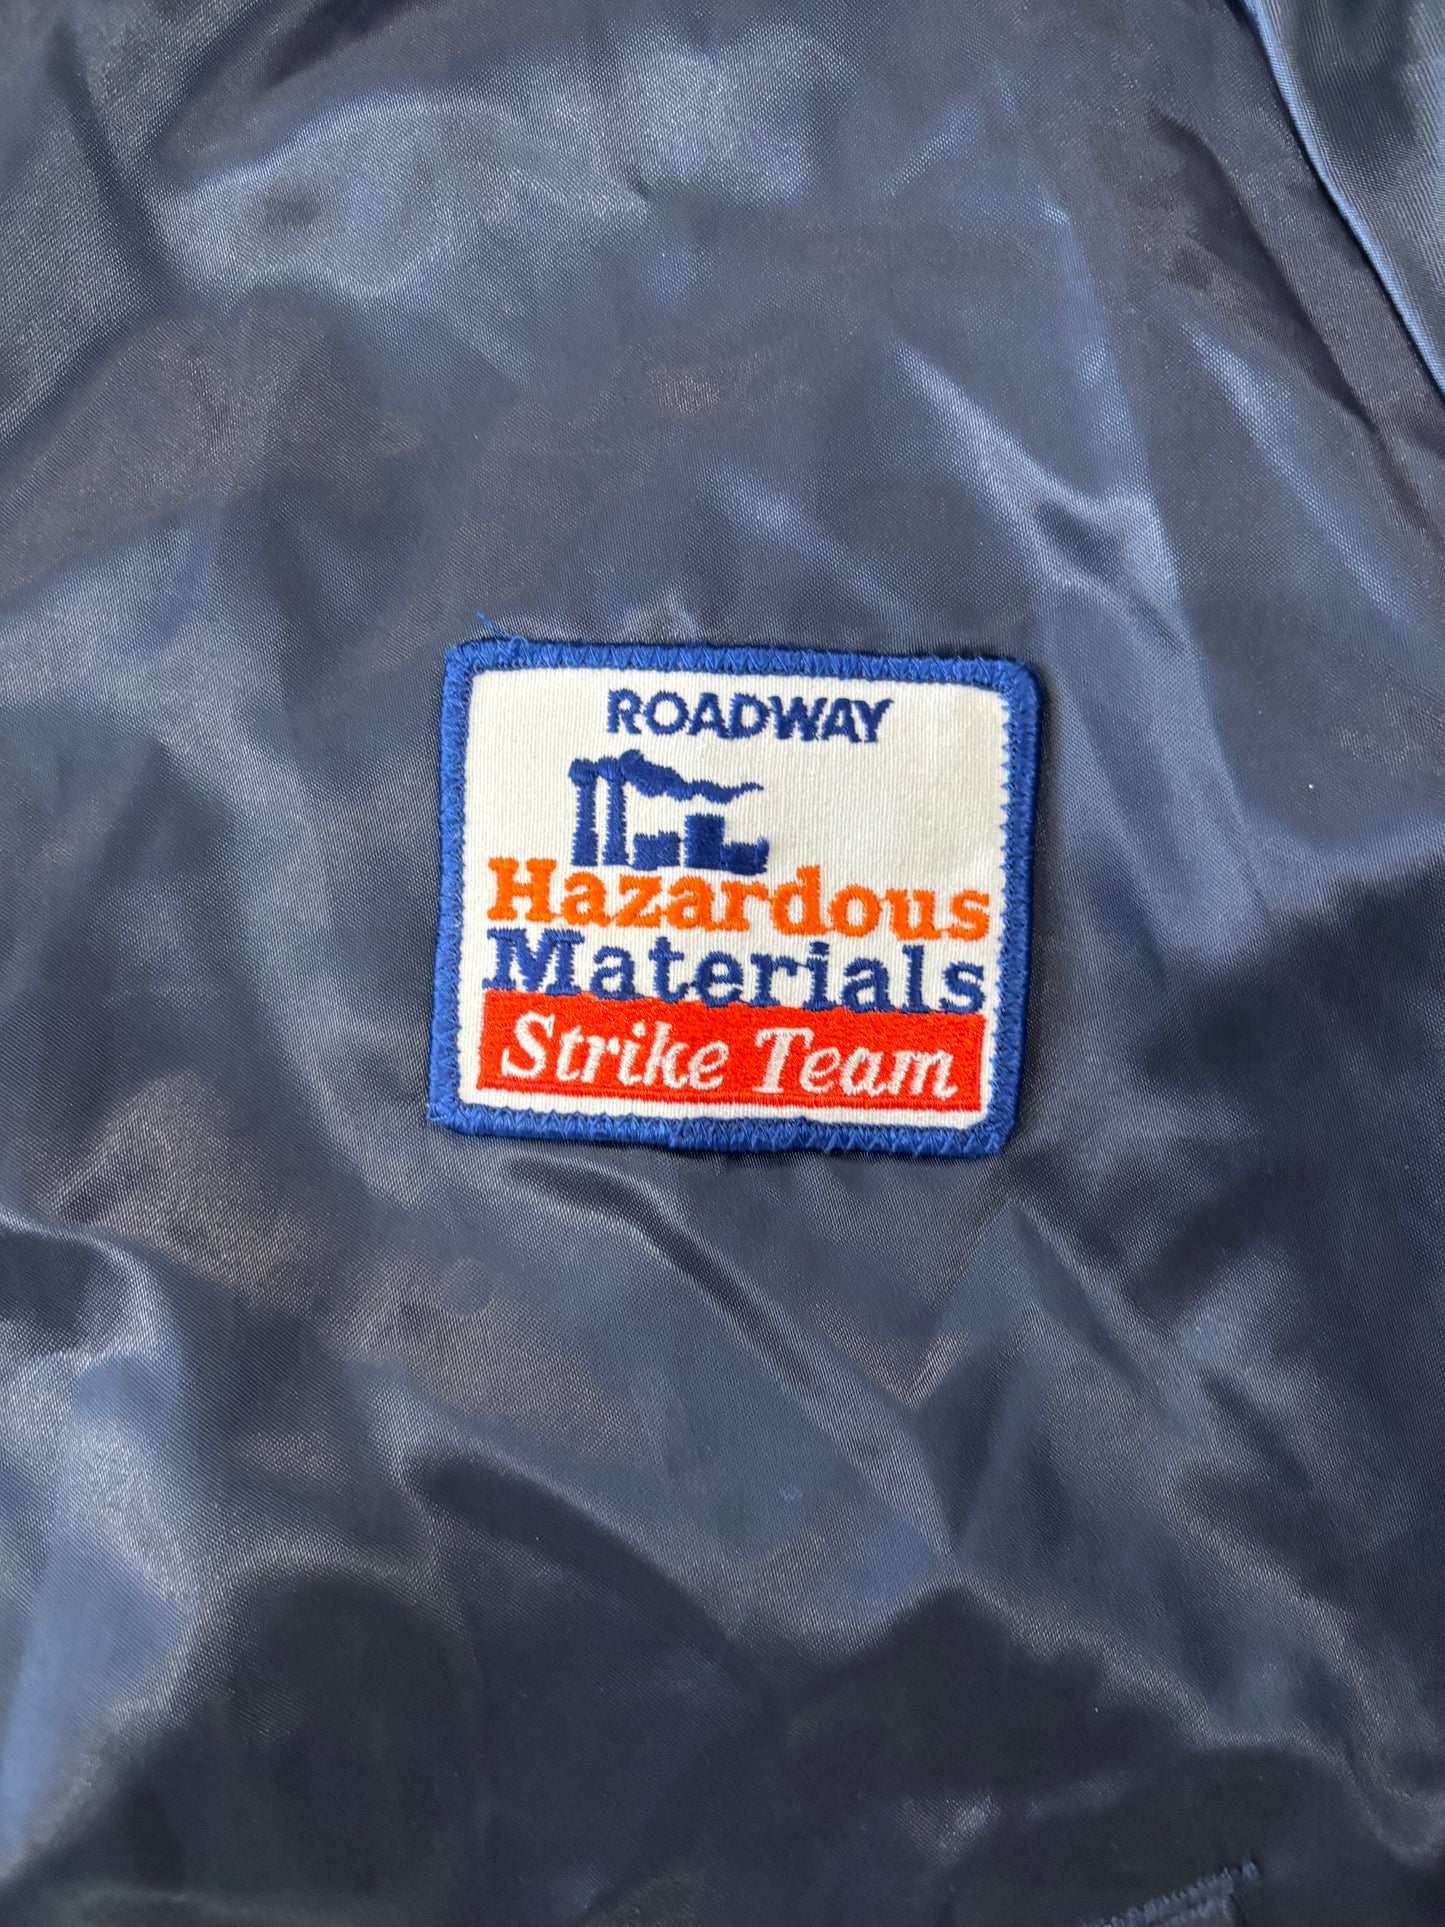 ROADWAY
Hazardous
Materials
Strike Team